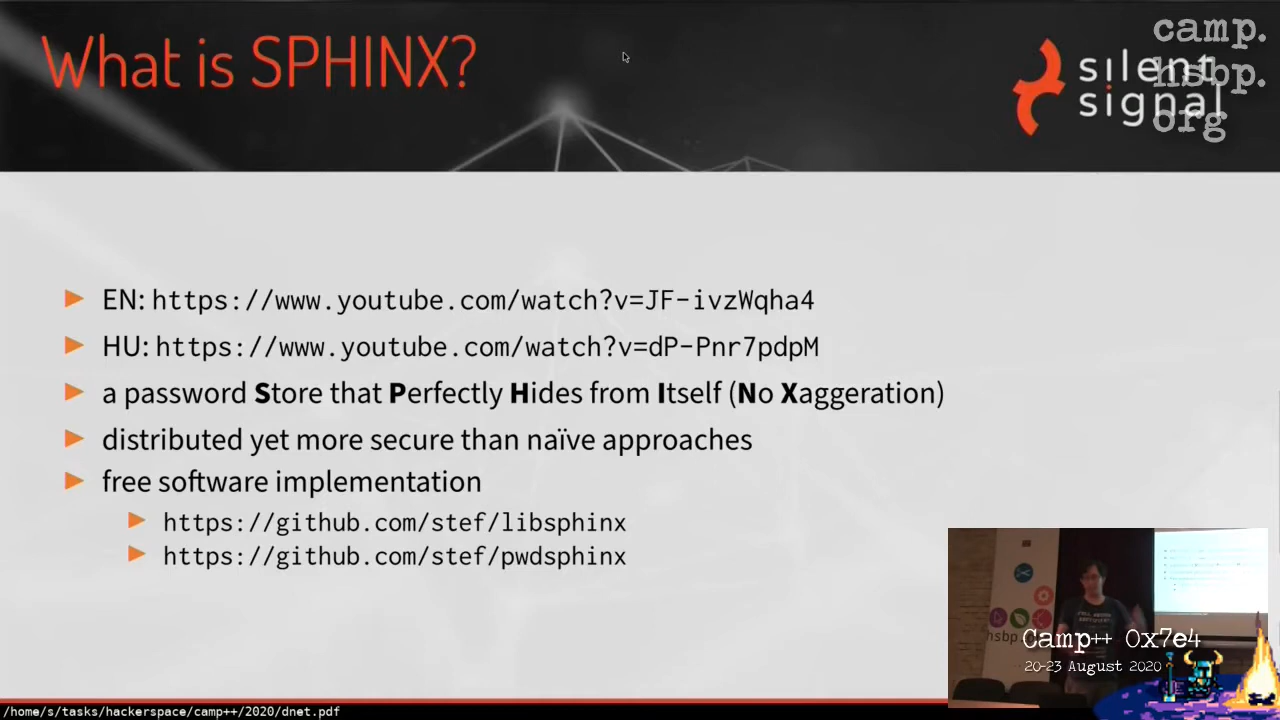 What is SPHINX?
silent
signal
camp.
hsbp.
org
EN: https://www.youtube.com/watch?v=JF-ivzWqha4
HU: https://www.youtube.com/watch?v=dP-Pnr7pdpM
a password Store that Perfectly Hides from Itself (No Xaggeration)
distributed yet more secure than naïve approaches
free software implementation
https://github.com/stef/libsphinx
https://github.com/stef/pwdsphinx
hsbp.
Camp++ 0x7e4
20-23 August 2020
/home/s/tasks/hackerspace/camp++/2020/dnet.pdf